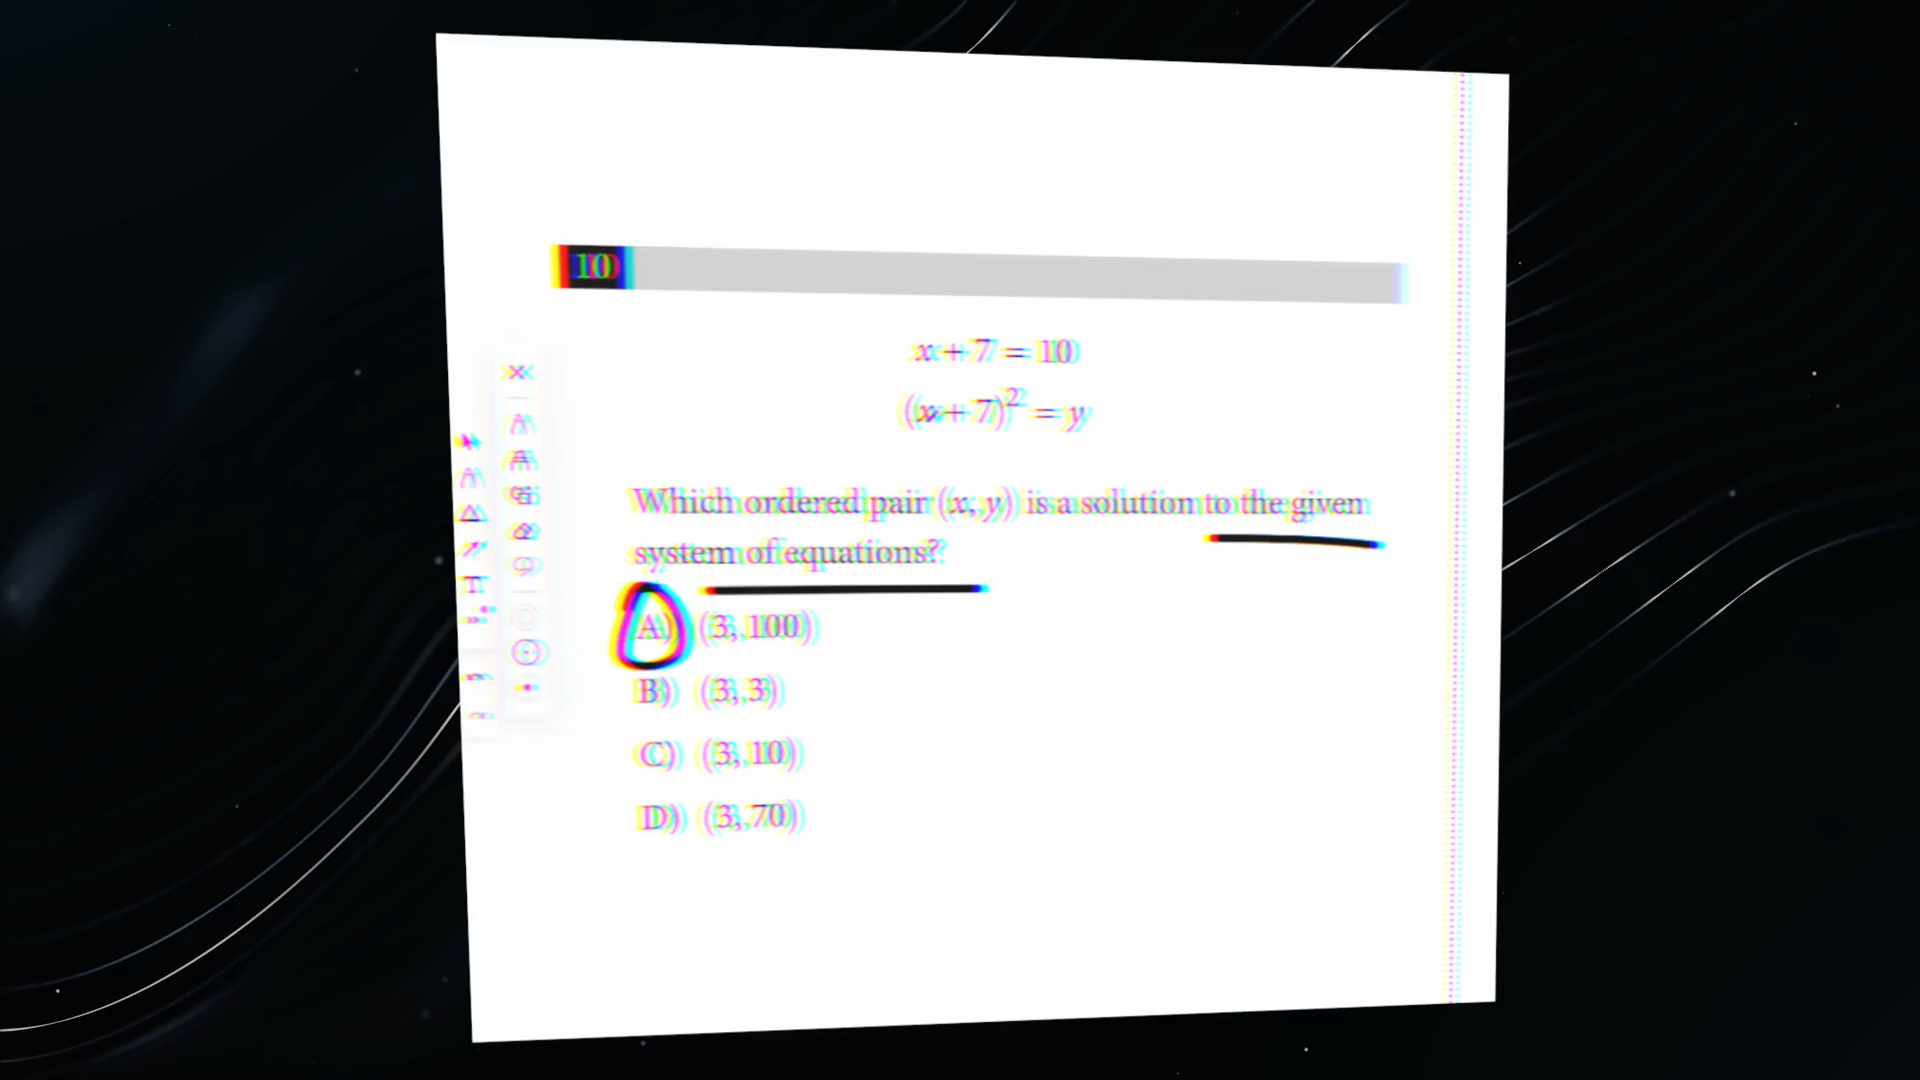 10
x + 7 = 10
(x + 7)² = y
Which ordered pair (x, y) is a solution to the given
system of equations?
A) (3, 100)
B) (3, 3)
C) (3, 10)
D) (3, 70)